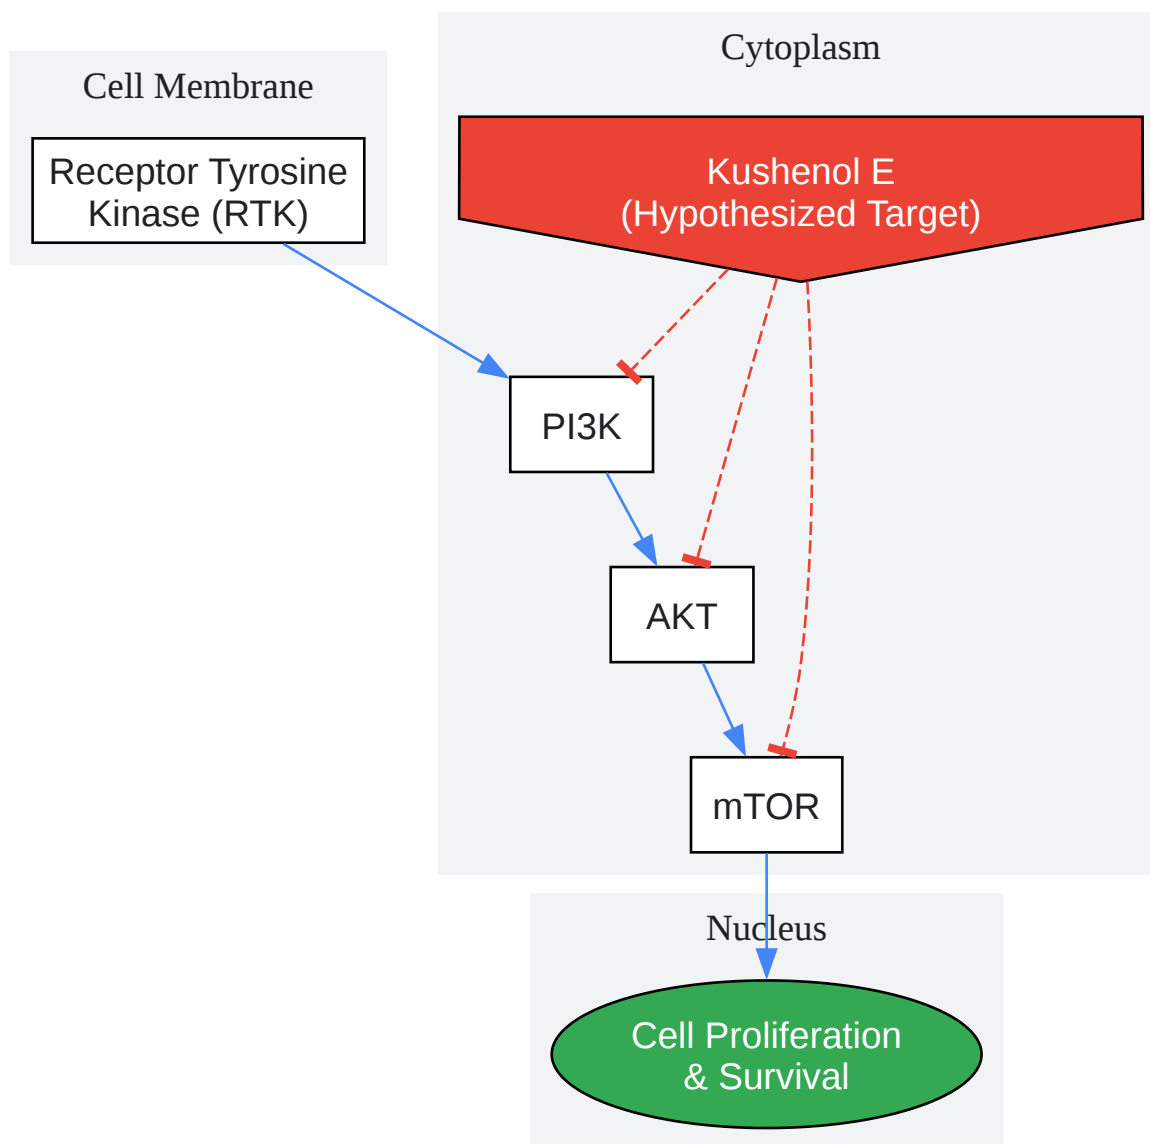 Cytoplasm
Cell Membrane
Receptor Tyrosine
Kinase (RTK)
Kushenol E
(Hypothesized Target)
PI3K
AKT
mTOR
Nucleus
Cell Proliferation
& Survival